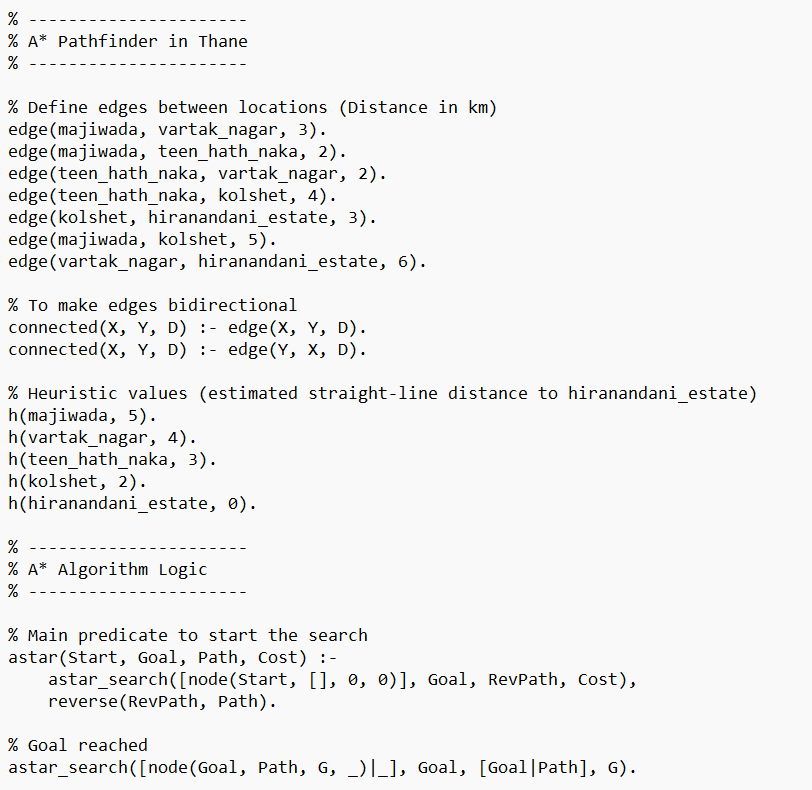 % ----------------------
% A* Pathfinder in Thane
% ----------------------

% Define edges between locations (Distance in km)
edge(majiwada, vartak_nagar, 3).
edge(majiwada, teen_hath_naka, 2).
edge(teen_hath_naka, vartak_nagar, 2).
edge(teen_hath_naka, kolshet, 4).
edge(kolshet, hiranandani_estate, 3).
edge(majiwada, kolshet, 5).
edge(vartak_nagar, hiranandani_estate, 6).

% To make edges bidirectional
connected(X, Y, D) :- edge(X, Y, D).
connected(X, Y, D) :- edge(Y, X, D).

% Heuristic values (estimated straight-line distance to hiranandani_estate)
h(majiwada, 5).
h(vartak_nagar, 4).
h(teen_hath_naka, 3).
h(kolshet, 2).
h(hiranandani_estate, 0).

% ----------------------
% A* Algorithm Logic
% ----------------------

% Main predicate to start the search
astar(Start, Goal, Path, Cost) :-
    astar_search([node(Start, [], 0, 0)], Goal, RevPath, Cost),
    reverse(RevPath, Path).

% Goal reached
astar_search([node(Goal, Path, G, _)|_], Goal, [Goal|Path], G).